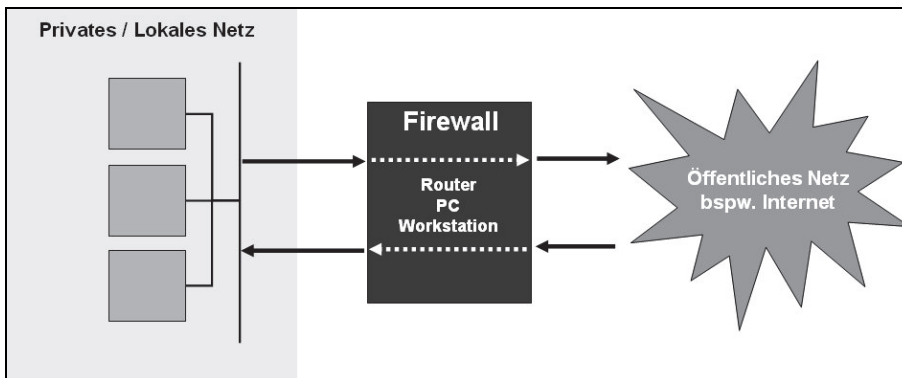 Privates / Lokales Netz
Firewall
Router
PC
Workstation
Öffentliches Netz
bspw. Internet